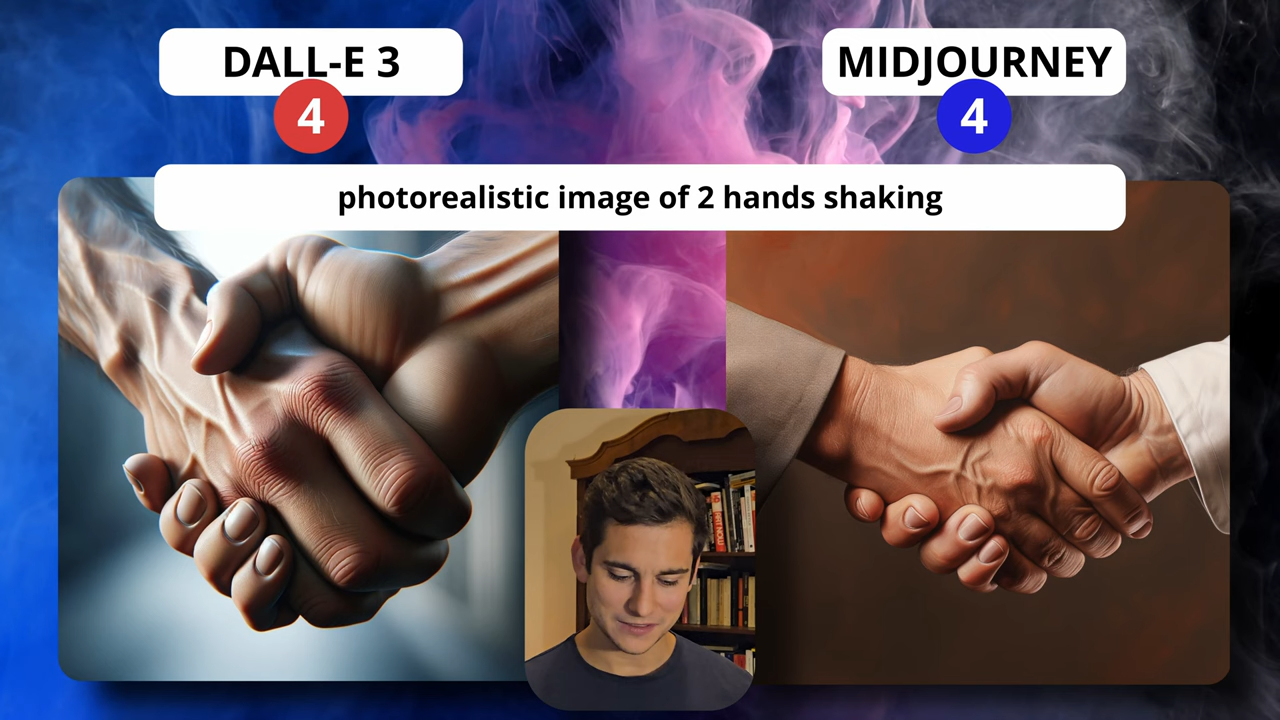 DALL-E 3
4
MIDJOURNEY
4
photorealistic image of 2 hands shaking